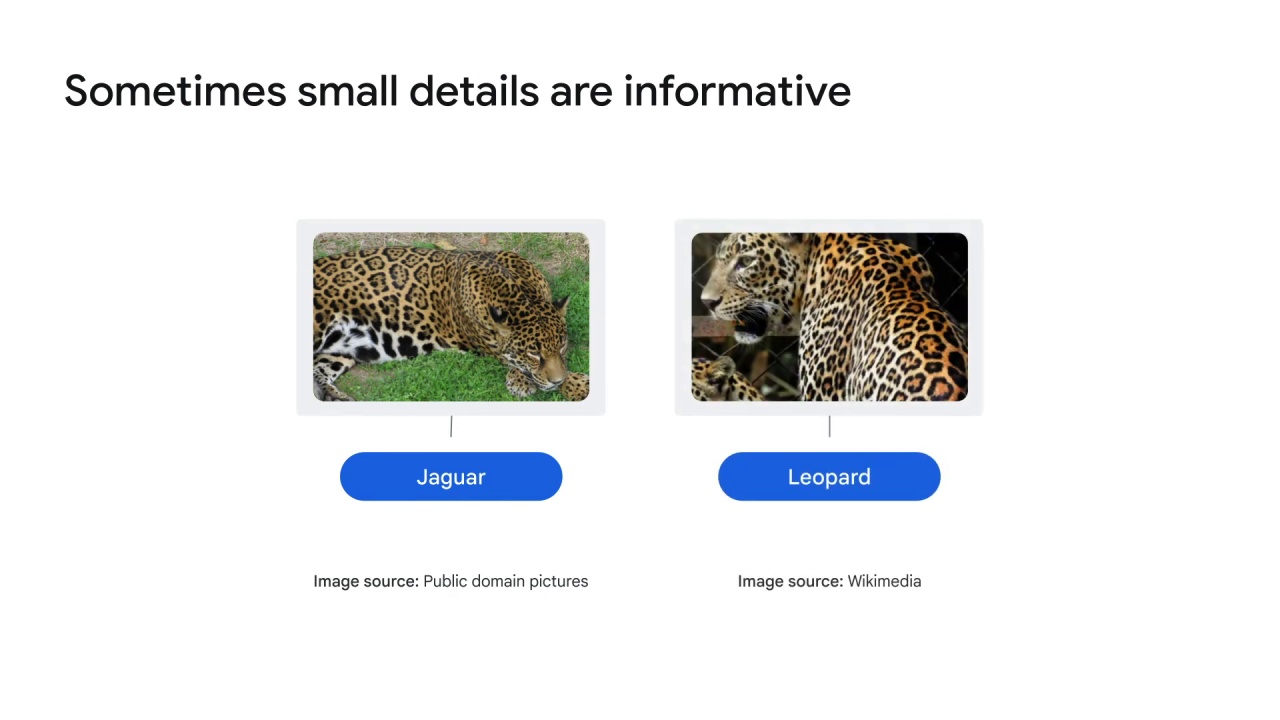 Sometimes small details are informative
Jaguar
Leopard
Image source: Public domain pictures
Image source: Wikimedia